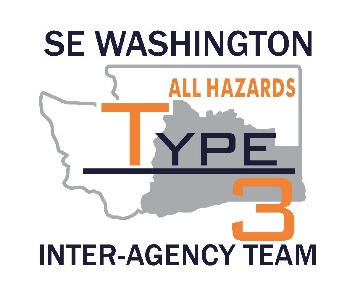 SE WASHINGTON
ALL HAZARDS
TYPE
3
INTER-AGENCY TEAM